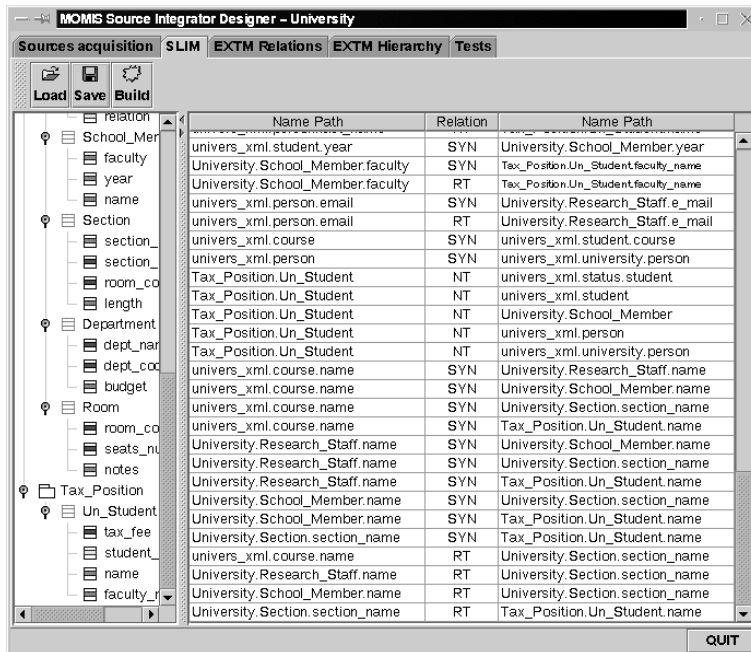 MOMIS Source Integrator Designer – University
Sources acquisition SLIM EXTM Relations EXTM Hierarchy Tests
Load Save Build
relation
School_Mer
faculty
year
name
Section
section_
section_
room_co
length
Department
dept_nar
dept_coc
budget
Room
room_co
seats_nu
notes
Tax_Position
Un_Student
tax_fee
student_
name
faculty_r
Name Path Relation Name Path
univers_xml.student.year SYN University.School_Member.year
University.School_Member.faculty SYN Tax_Position.Un_Student.faculty_name
University.School_Member.faculty RT Tax_Position.Un_Student.faculty_name
univers_xml.person.email SYN University.Research_Staff.e_mail
univers_xml.person.email RT University.Research_Staff.e_mail
univers_xml.course SYN univers_xml.student.course
univers_xml.person SYN univers_xml.university.person
Tax_Position.Un_Student NT univers_xml.status.student
Tax_Position.Un_Student NT univers_xml.student
Tax_Position.Un_Student NT University.School_Member
Tax_Position.Un_Student NT univers_xml.person
Tax_Position.Un_Student NT univers_xml.university.person
univers_xml.course.name SYN University.Research_Staff.name
univers_xml.course.name SYN University.School_Member.name
univers_xml.course.name SYN University.Section.section_name
univers_xml.course.name SYN Tax_Position.Un_Student.name
University.Research_Staff.name SYN University.School_Member.name
University.Research_Staff.name SYN University.Section.section_name
University.Research_Staff.name SYN Tax_Position.Un_Student.name
University.School_Member.name SYN University.Section.section_name
University.School_Member.name SYN Tax_Position.Un_Student.name
University.Section.section_name SYN Tax_Position.Un_Student.name
univers_xml.course.name RT University.Section.section_name
University.Research_Staff.name RT University.Section.section_name
University.School_Member.name RT University.Section.section_name
University.Section.section_name RT Tax_Position.Un_Student.name
QUIT